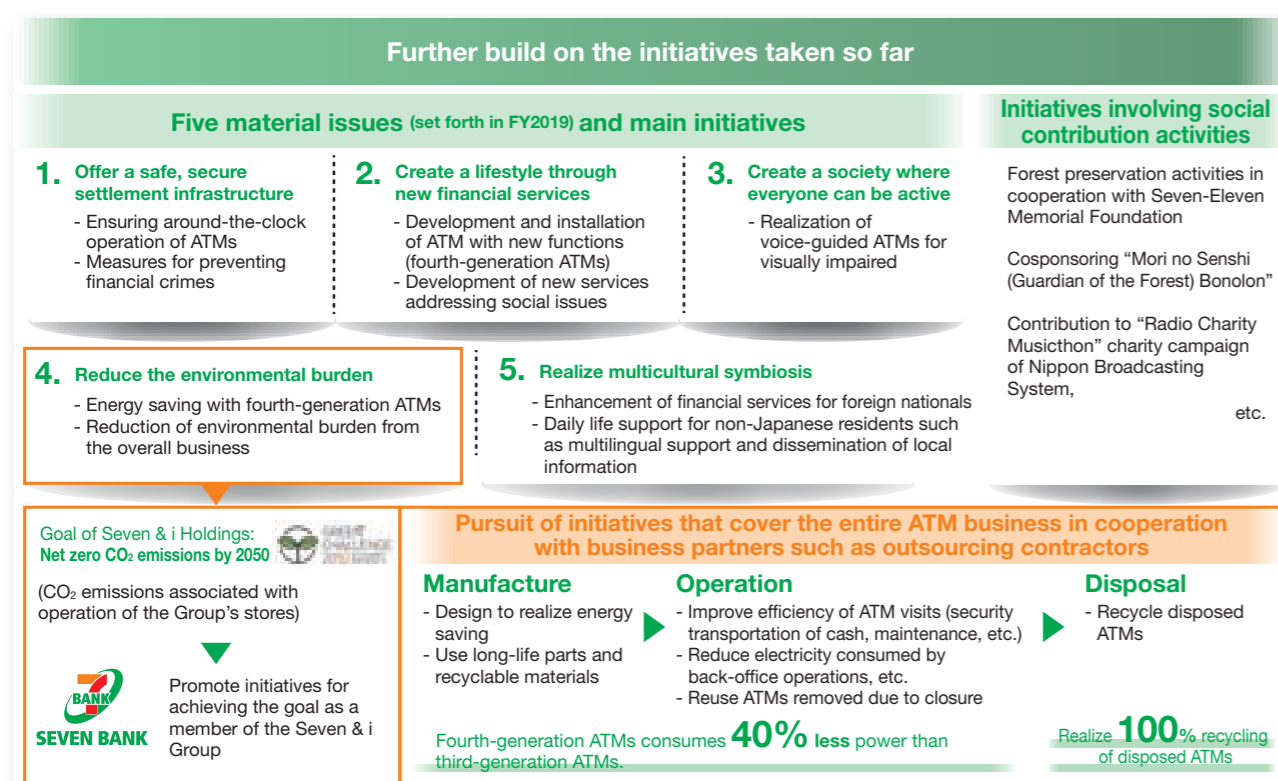 Further build on the initiatives taken so far
Five material issues (set forth in FY2019) and main initiatives
1. Offer a safe, secure
settlement infrastructure
- Ensuring around-the-clock
operation of ATMs
- Measures for preventing
financial crimes
2. Create a lifestyle through
new financial services
- Development and installation
of ATM with new functions
(fourth-generation ATMs)
- Development of new services
addressing social issues
3. Create a society where
everyone can be active
- Realization of
voice-guided ATMs for
visually impaired
Initiatives involving social
contribution activities
Forest preservation activities in
cooperation with Seven-Eleven
Memorial Foundation
Cosponsoring “Mori no Senshi
(Guardian of the Forest) Bonolon”
Contribution to “Radio Charity
Musicthon” charity campaign
of Nippon Broadcasting
System,
etc.
4. Reduce the environmental burden
- Energy saving with fourth-generation ATMs
- Reduction of environmental burden from
the overall business
5. Realize multicultural symbiosis
- Enhancement of financial services for foreign nationals
- Daily life support for non-Japanese residents such
as multilingual support and dissemination of local
information
Goal of Seven & i Holdings:
Net zero CO₂ emissions by 2050
(CO₂ emissions associated with
operation of the Group’s stores)
7
BANK
SEVEN BANK
Promote initiatives for
achieving the goal as a
member of the Seven & i
Group
Pursuit of initiatives that cover the entire ATM business in cooperation
with business partners such as outsourcing contractors
Manufacture
- Design to realize energy
saving
- Use long-life parts and
recyclable materials
Operation
- Improve efficiency of ATM visits (security
transportation of cash, maintenance, etc.)
- Reduce electricity consumed by
back-office operations, etc.
- Reuse ATMs removed due to closure
Disposal
- Recycle disposed
ATMs
Fourth-generation ATMs consumes 40% less power than
third-generation ATMs.
Realize 100% recycling
of disposed ATMs